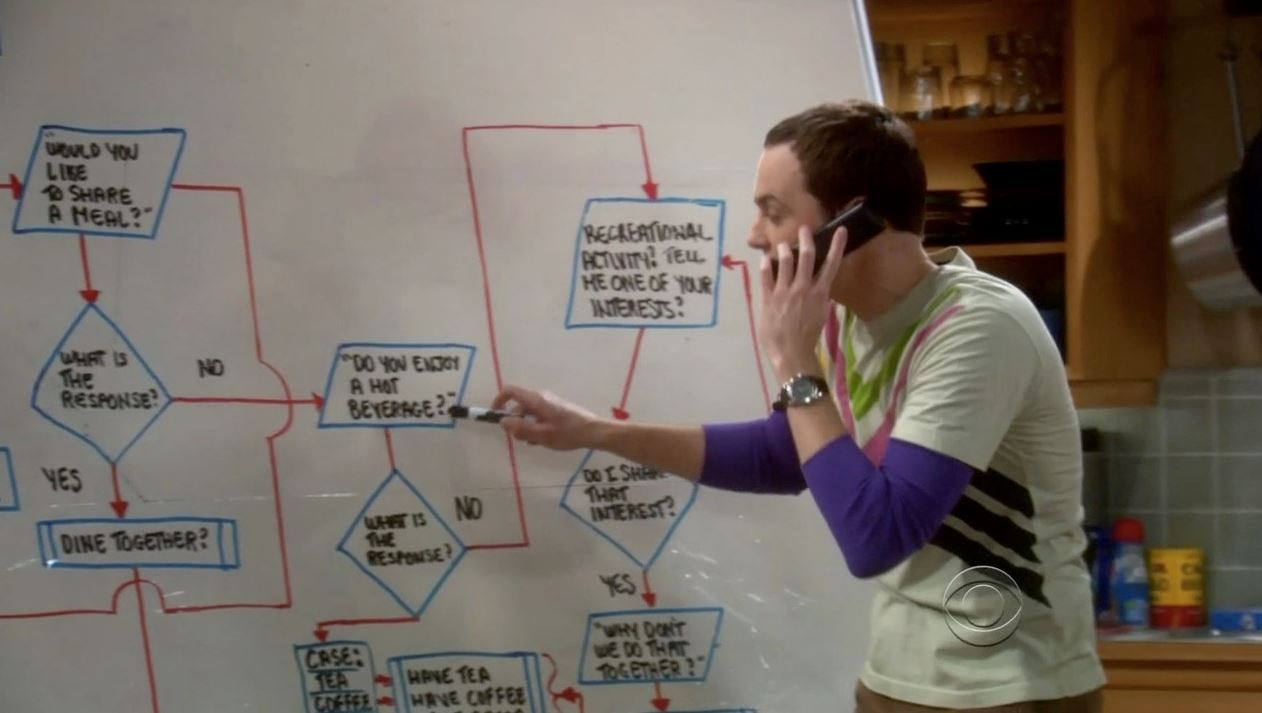 "WOULD YOU
LIKE
TO SHARE
A MEAL?"
WHAT IS
THE
RESPONSE?
NO
YES
DINE TOGETHER?
"DO YOU ENJOY
A HOT
BEVERAGE?"
WHAT IS
THE
RESPONSE?
NO
CASE:
TEA
COFFEE
HAVE TEA
HAVE COFFEE
RECREATIONAL
ACTIVITY? TELL
ME ONE OF YOUR
INTERESTS?
DO I SHARE
THAT
INTEREST?
YES
"WHY DON'T
WE DO THAT
TOGETHER?"